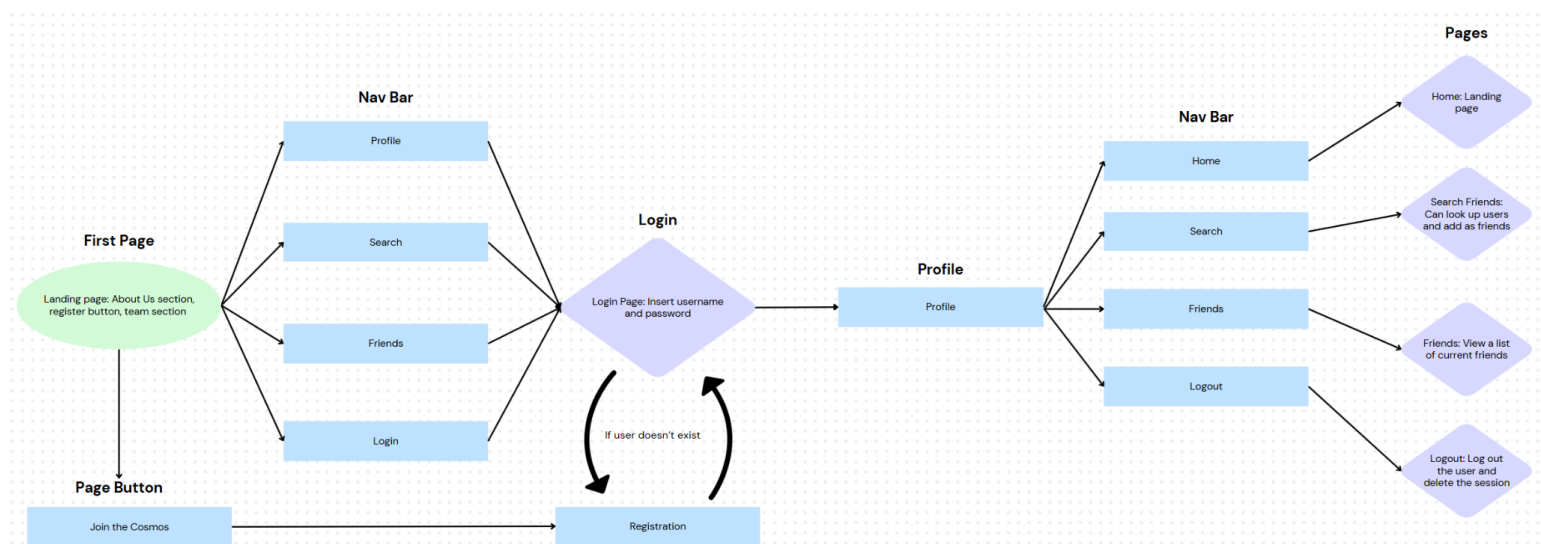 First Page
Landing page: About Us section,
register button, team section
Page Button
Join the Cosmos
Nav Bar
Profile
Search
Friends
Login
Login
Login Page: Insert username
and password
If user doesn't exist
Registration
Profile
Profile
Nav Bar
Home
Search
Friends
Logout
Pages
Home: Landing
page
Search Friends:
Can look up users
and add as friends
Friends: View a list
of current friends
Logout: Log out
the user and
delete the session